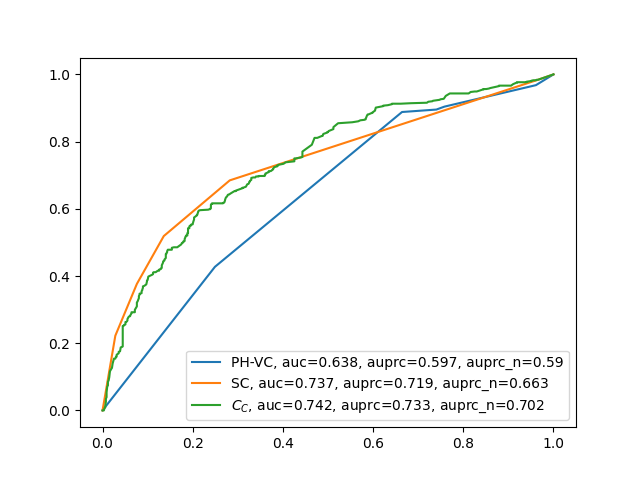 1.0
0.8
0.6
0.4
0.2
0.0
PH-VC, auc=0.638, auprc=0.597, auprc_n=0.59
SC, auc=0.737, auprc=0.719, auprc_n=0.663
C_C, auc=0.742, auprc=0.733, auprc_n=0.702
0.0 0.2 0.4 0.6 0.8 1.0